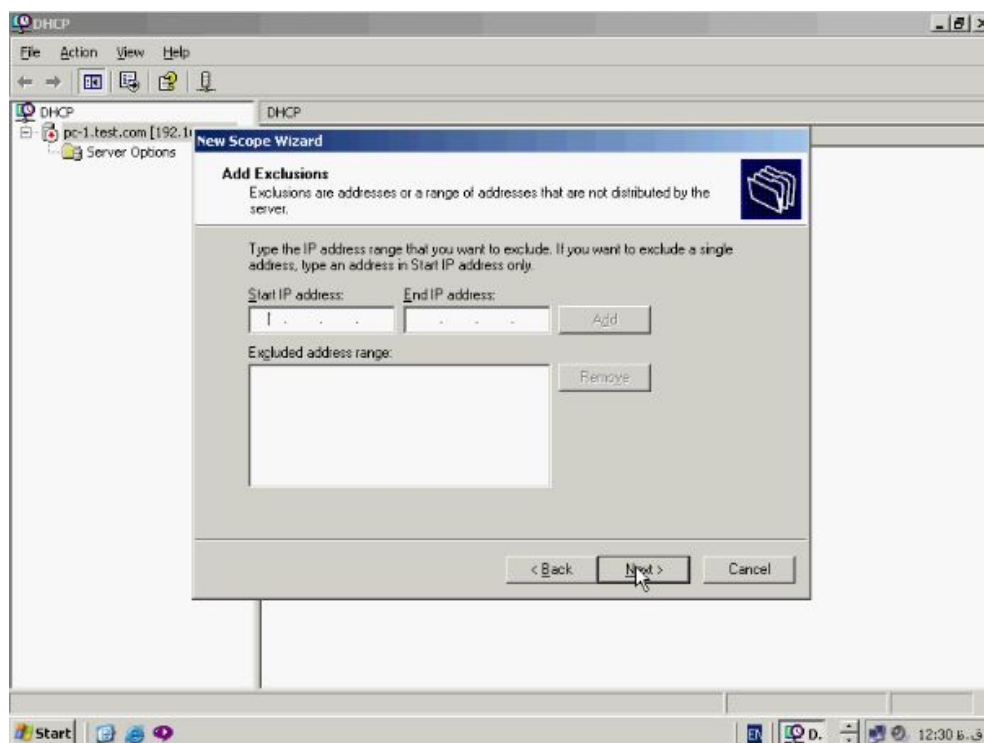 DHCP
File Action View Help
DHCP
DHCP
pc-1.test.com [192.1
Server Options
New Scope Wizard
Add Exclusions
Exclusions are addresses or a range of addresses that are not distributed by the
server.
Type the IP address range that you want to exclude. If you want to exclude a single
address, type an address in Start IP address only.
Start IP address: End IP address:
. . . . . . Add
Excluded address range:
Remove
< Back Next > Cancel
Start EN D. 12:30 ق.ظ